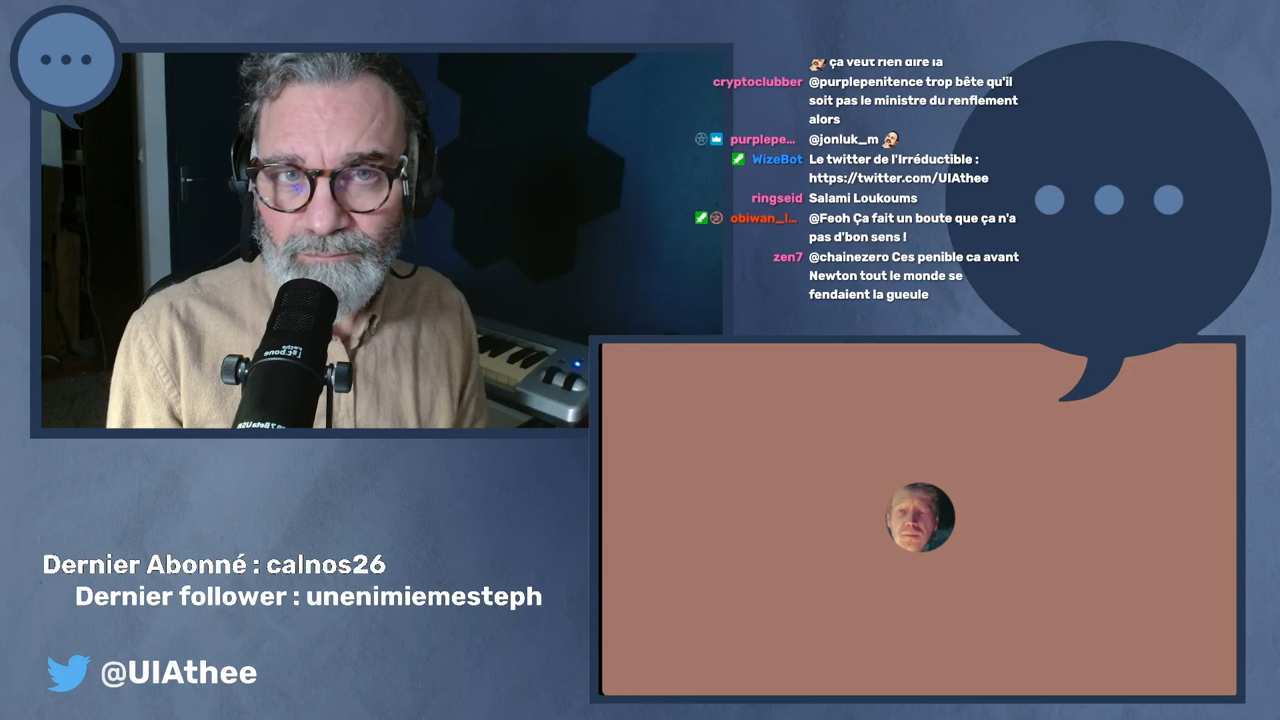 ça veut rien dire là
cryptoclubber @purplepenitence trop bête qu'il
soit pas le ministre du renflement
alors
purplepe... @jonluk_m
WizeBot Le twitter de l'Irréductible :
https://twitter.com/UIAthee
ringseid Salami Loukoums
obiwan_l... @Feoh Ça fait un boute que ça n'a
pas d'bon sens !
zen7 @chainezero Ces penible ca avant
Newton tout le monde se
fendaient la gueule
Dernier Abonné : calnos26
Dernier follower : unenimiemesteph
@UIAthee